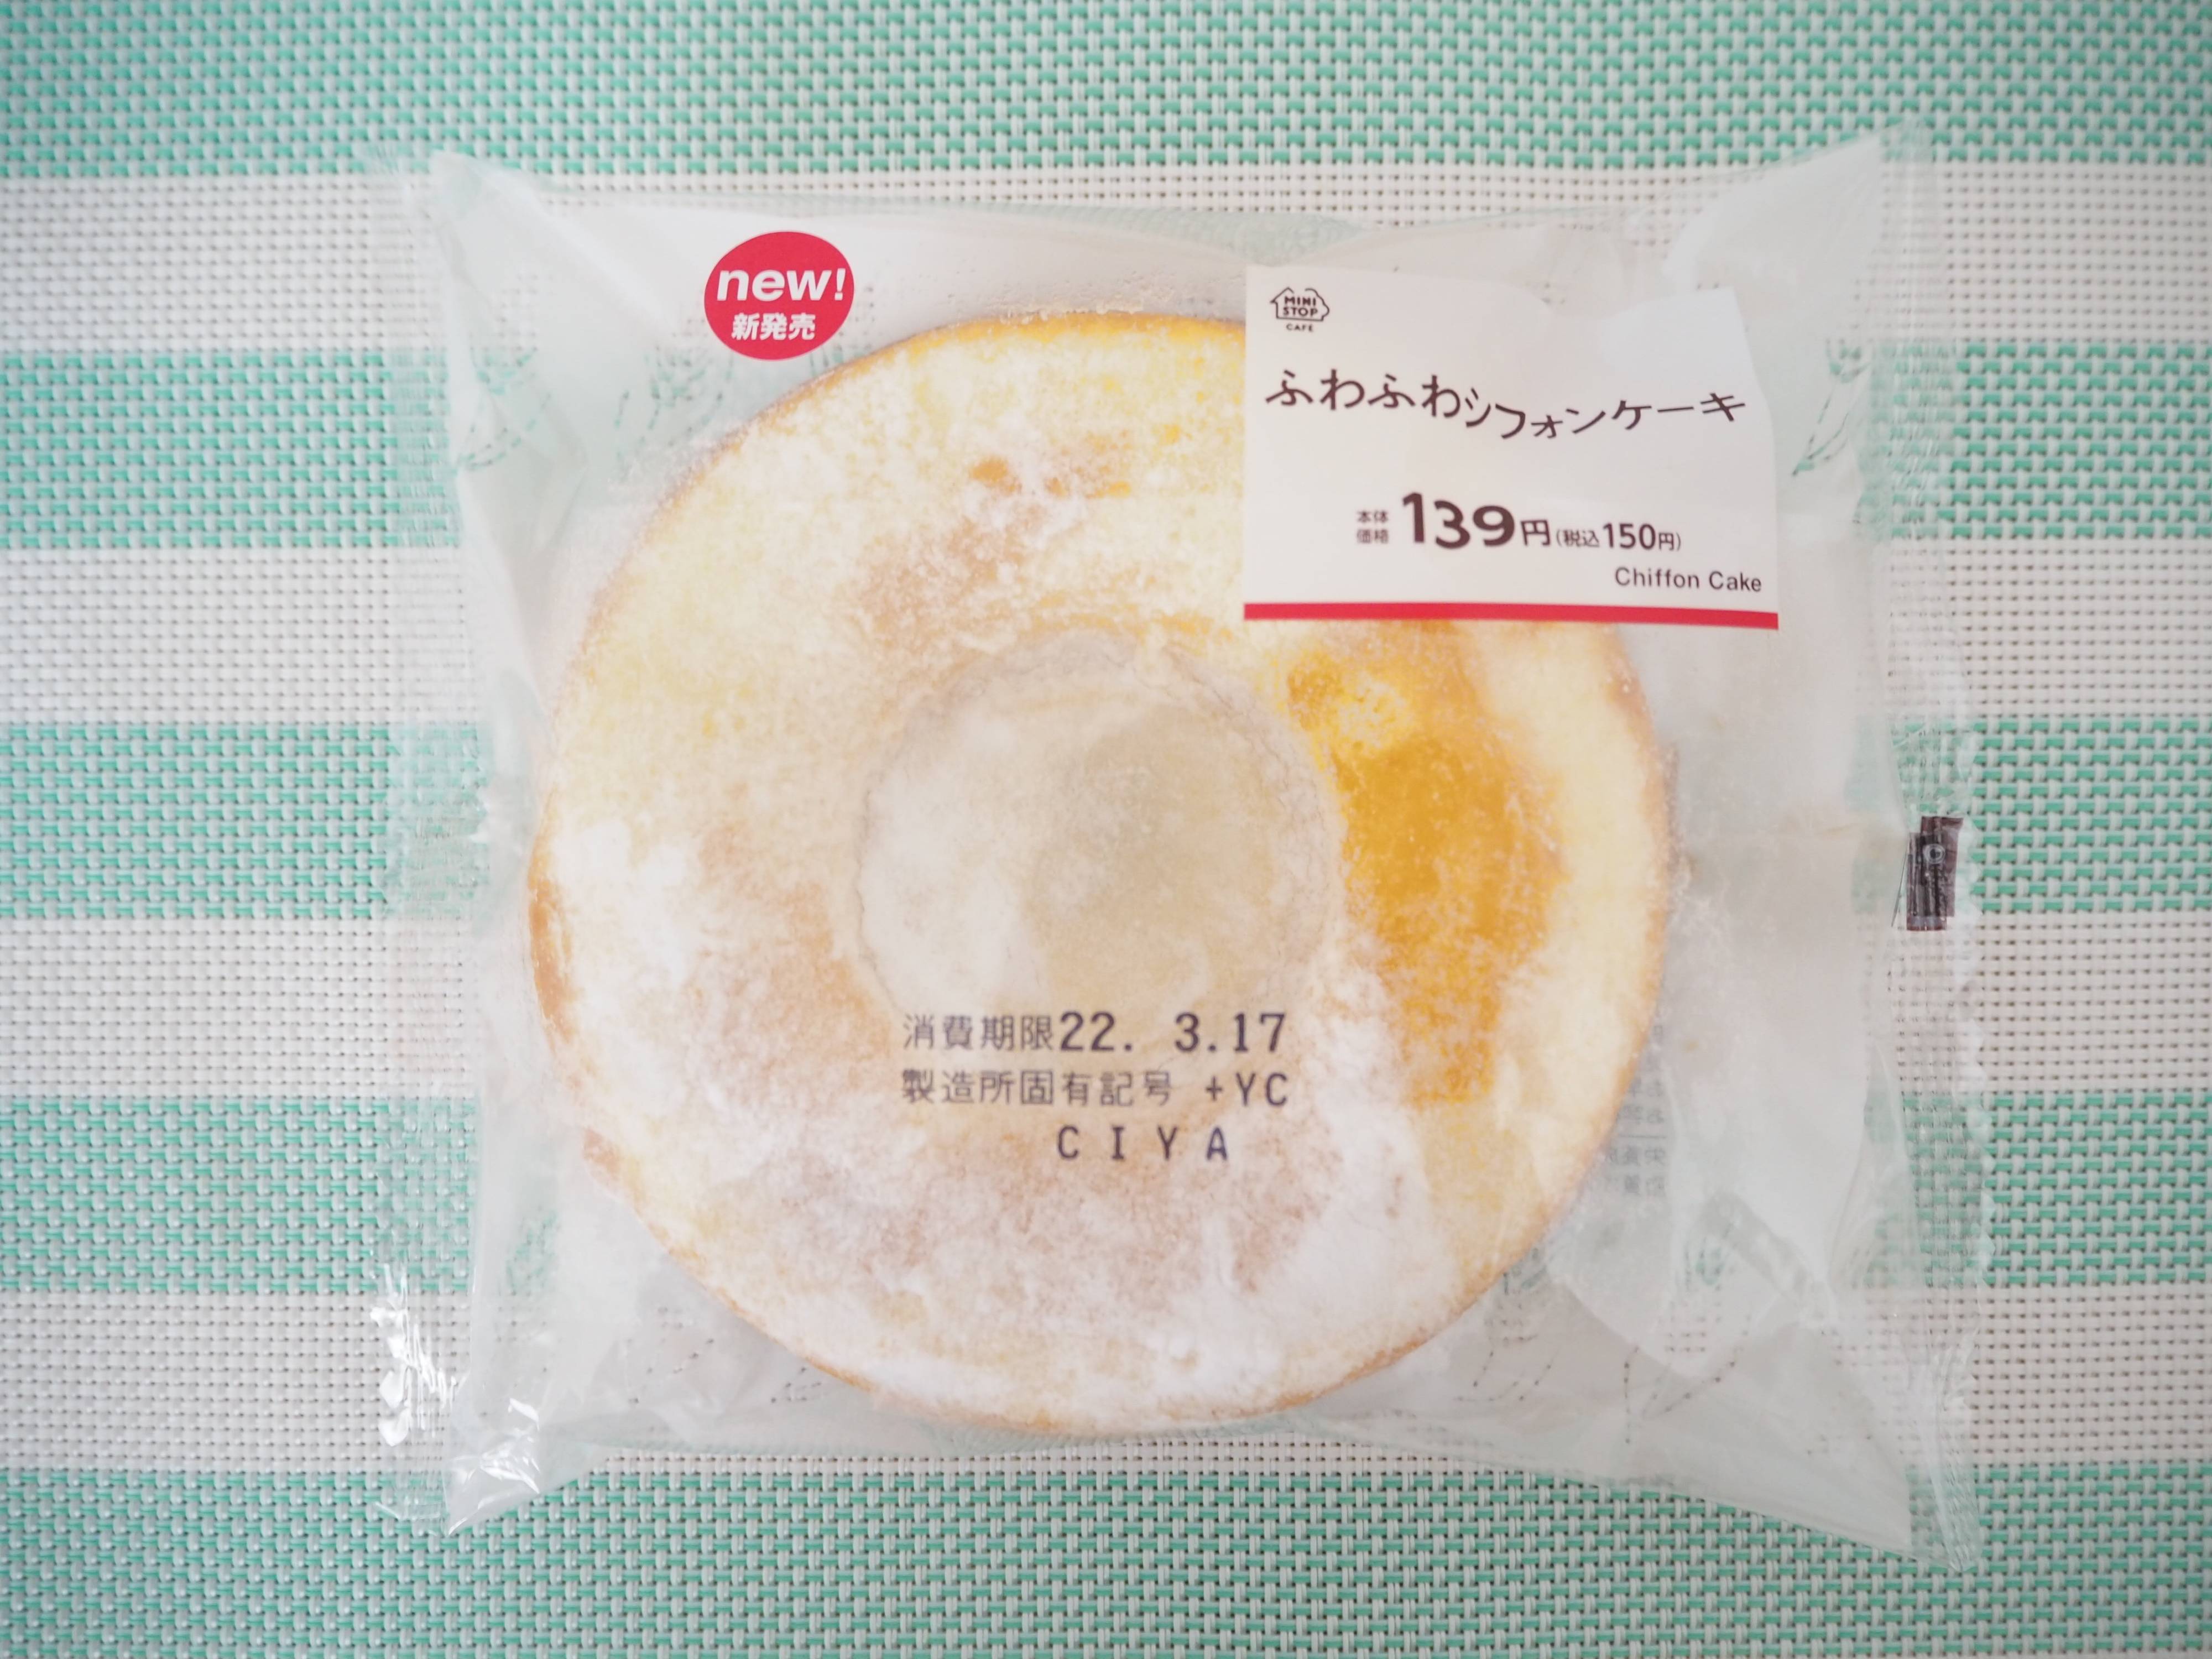 new!
新発売
MINI
STOP
CAFE
ふわふわシフォンケーキ
本体
価格 139円(税込150円)
Chiffon Cake
消費期限22. 3.17
製造所固有記号 +YC
CIYA